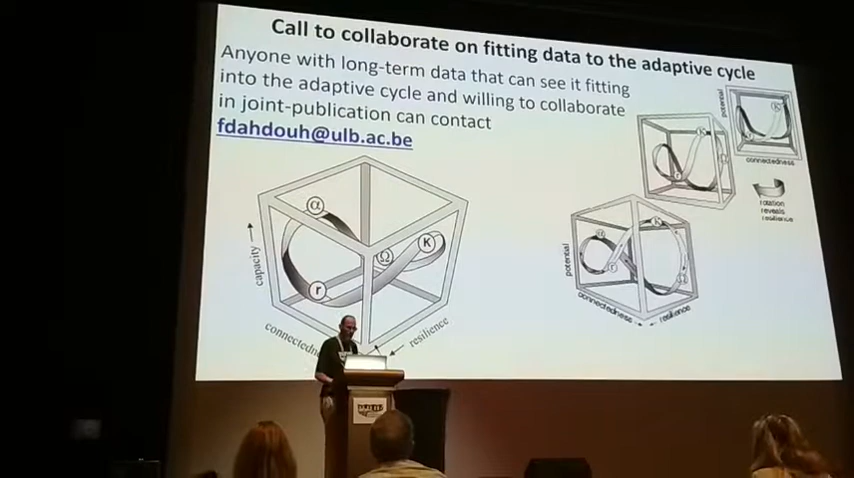 Call to collaborate on fitting data to the adaptive cycle
Anyone with long-term data that can see it fitting
into the adaptive cycle and willing to collaborate
in joint-publication can contact
fdahdouh@ulb.ac.be
potential
K
connectedness
K
r
rotation
reveals
resilience
α
Ω
K
r
capacity
connectedn
resilience
potential
α
r
K
Ω
connectedness
resilience